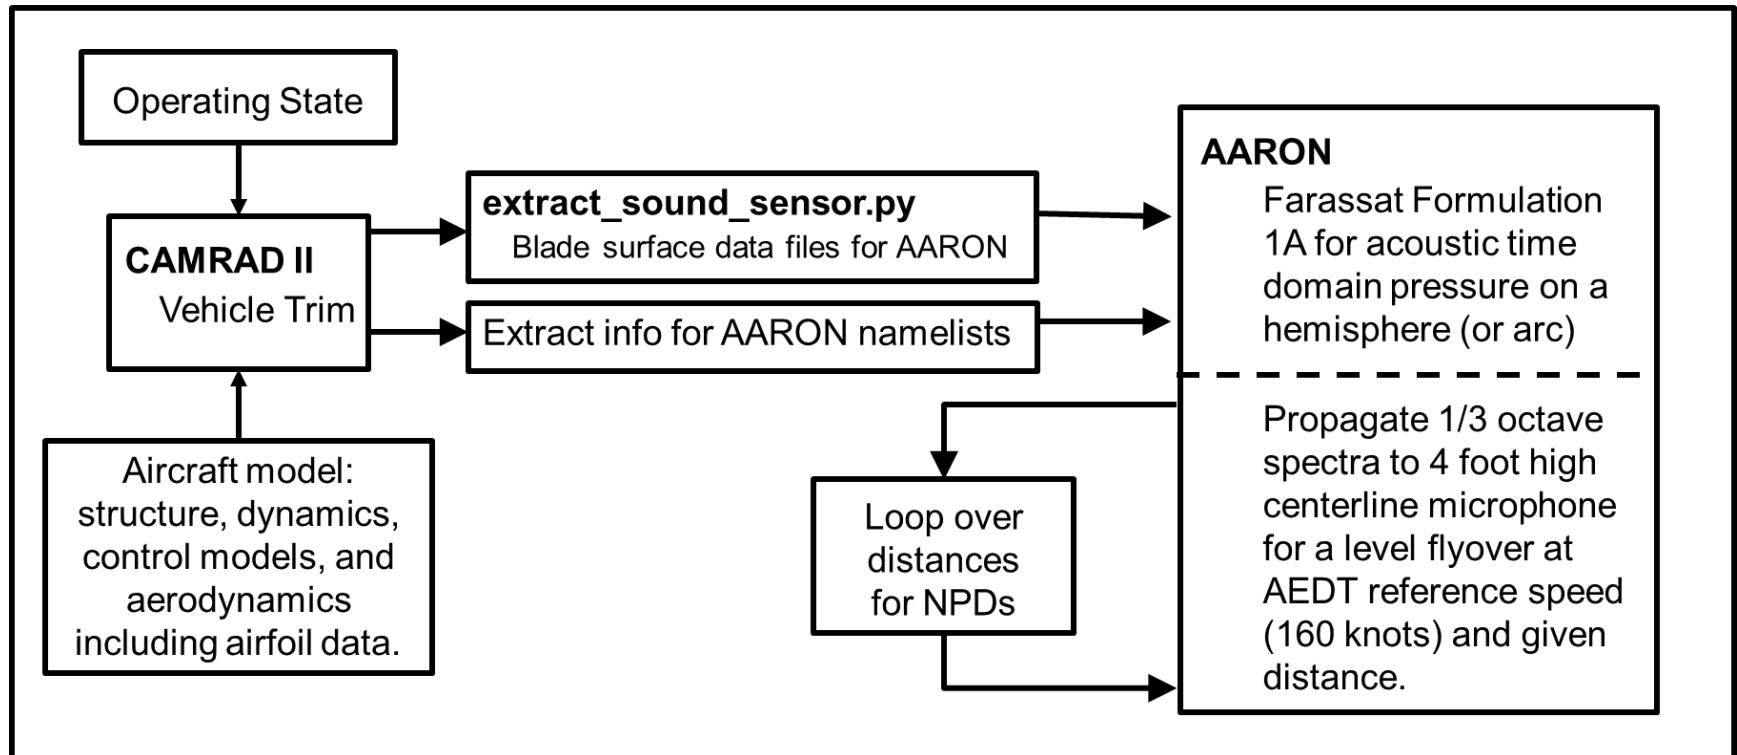 Operating State
CAMRAD II
Vehicle Trim
Aircraft model:
structure, dynamics,
control models, and
aerodynamics
including airfoil data.
extract_sound_sensor.py
Blade surface data files for AARON
Extract info for AARON namelists
AARON
Farassat Formulation
1A for acoustic time
domain pressure on a
hemisphere (or arc)
Propagate 1/3 octave
spectra to 4 foot high
centerline microphone
for a level flyover at
AEDT reference speed
(160 knots) and given
distance.
Loop over
distances
for NPDs